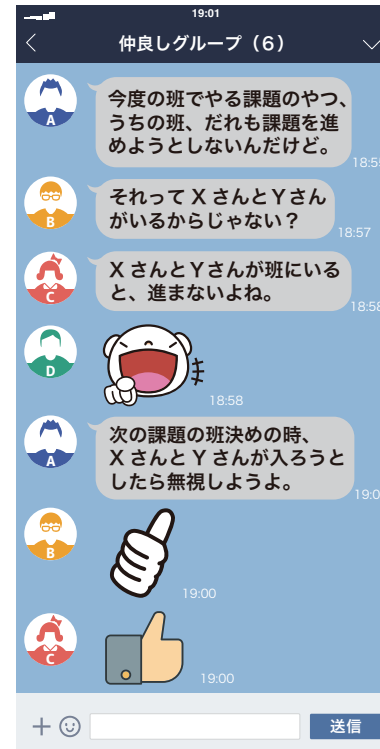 19:01
仲良しグループ（6）
今度の班でやる課題のやつ、
うちの班、だれも課題を進
めようとしないんだけど。
A
18:5
それって X さんとYさん
がいるからじゃない？
B
18:57
X さんとYさんが班にいる
と、進まないよね。
C
18:58
D
18:58
次の課題の班決めの時、
X さんと Y さんが入ろうと
したら無視しようよ。
A
19:0
B
19:00
C
19:00
送信